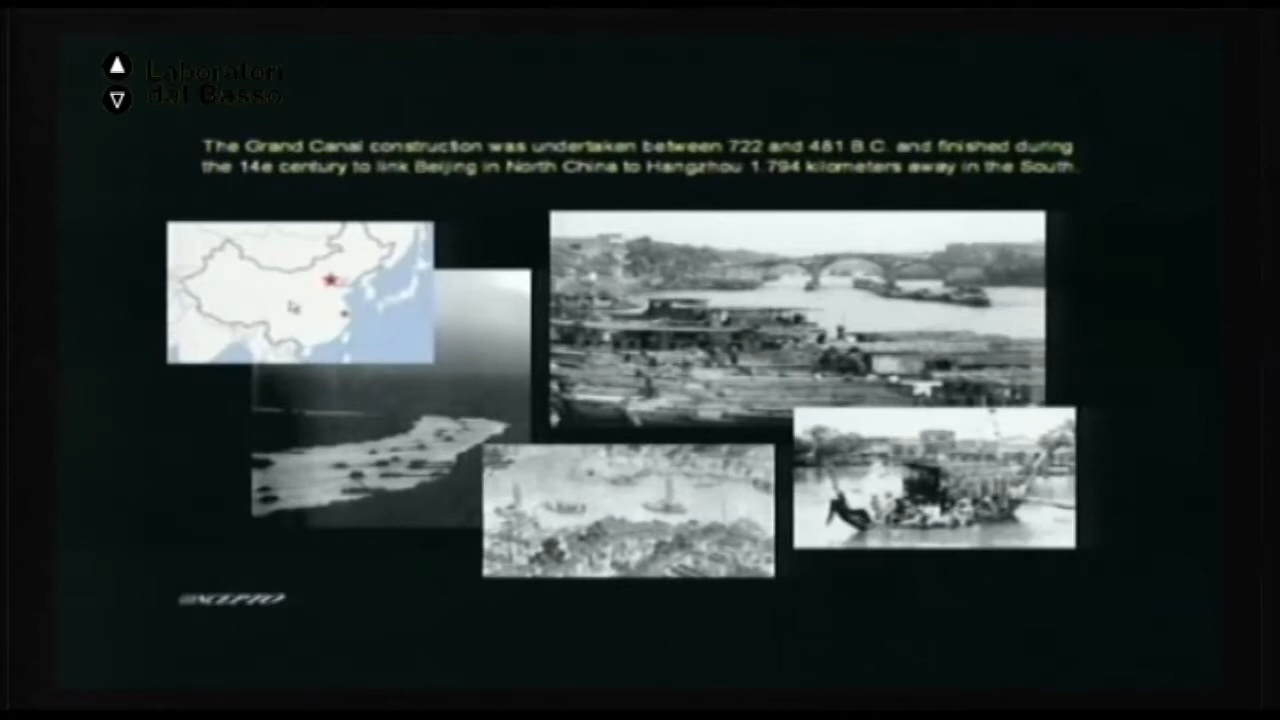 Laboratori
dal Basso
The Grand Canal construction was undertaken between 722 and 481 B.C. and finished during
the 14e century to link Beijing in North China to Hangzhou 1.794 kilometers away in the South.